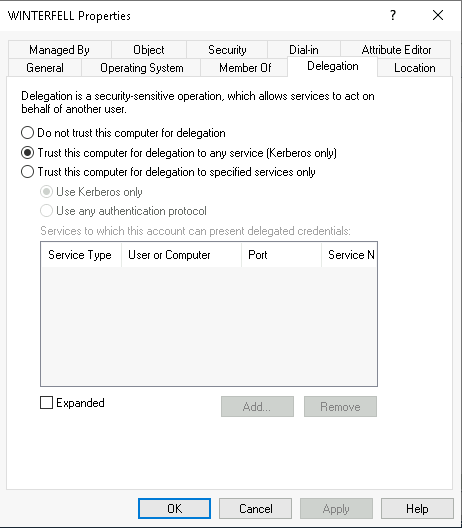 WINTERFELL Properties
?
Managed By Object Security Dial-in Attribute Editor
General Operating System Member Of Delegation Location
Delegation is a security-sensitive operation, which allows services to act on
behalf of another user.
Do not trust this computer for delegation
Trust this computer for delegation to any service (Kerberos only)
Trust this computer for delegation to specified services only
Use Kerberos only
Use any authentication protocol
Services to which this account can present delegated credentials:
Service Type User or Computer Port Service N
Expanded
Add... Remove
OK Cancel Apply Help